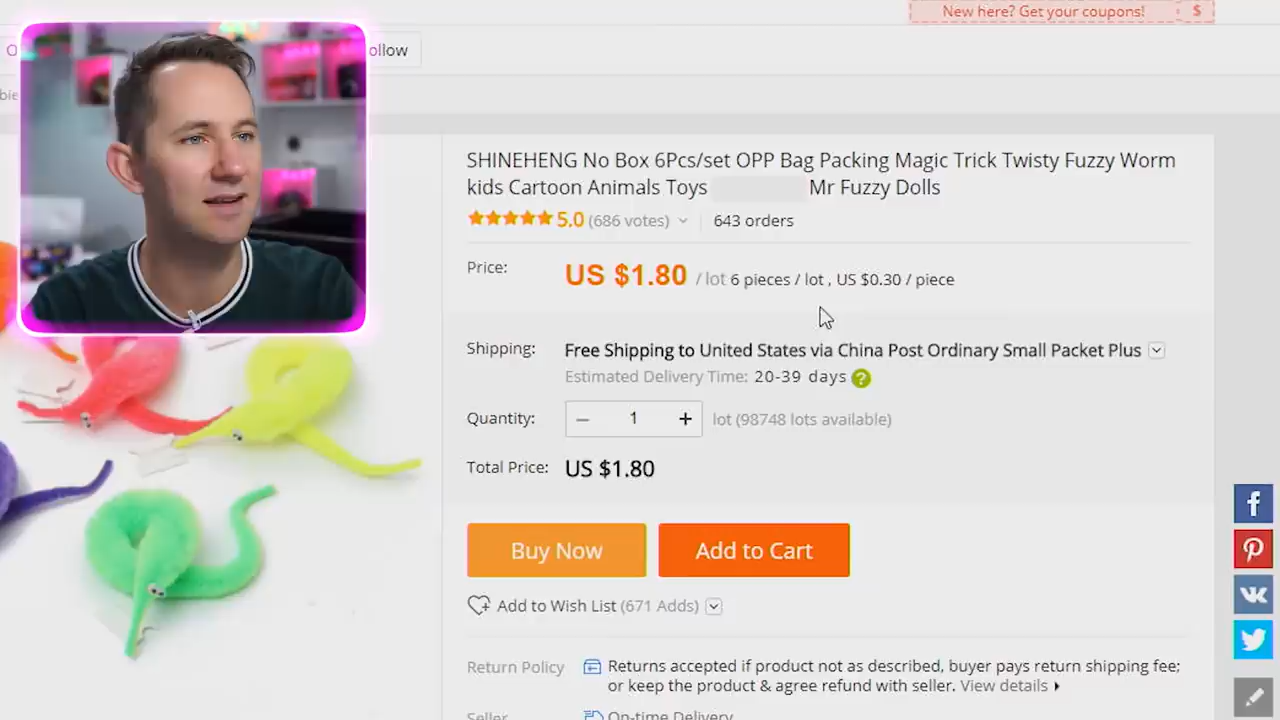 New here? Get your coupons! $
ollow
bie
SHINEHENG No Box 6Pcs/set OPP Bag Packing Magic Trick Twisty Fuzzy Worm
kids Cartoon Animals Toys Mr Fuzzy Dolls
5.0 (686 votes) 643 orders
Price: US $1.80 / lot 6 pieces / lot , US $0.30 / piece
Shipping: Free Shipping to United States via China Post Ordinary Small Packet Plus
Estimated Delivery Time: 20-39 days ?
Quantity: − 1 + lot (98748 lots available)
Total Price: US $1.80
Buy Now Add to Cart
Add to Wish List (671 Adds)
Return Policy Returns accepted if product not as described, buyer pays return shipping fee;
or keep the product & agree refund with seller. View details
Seller On-time Delivery